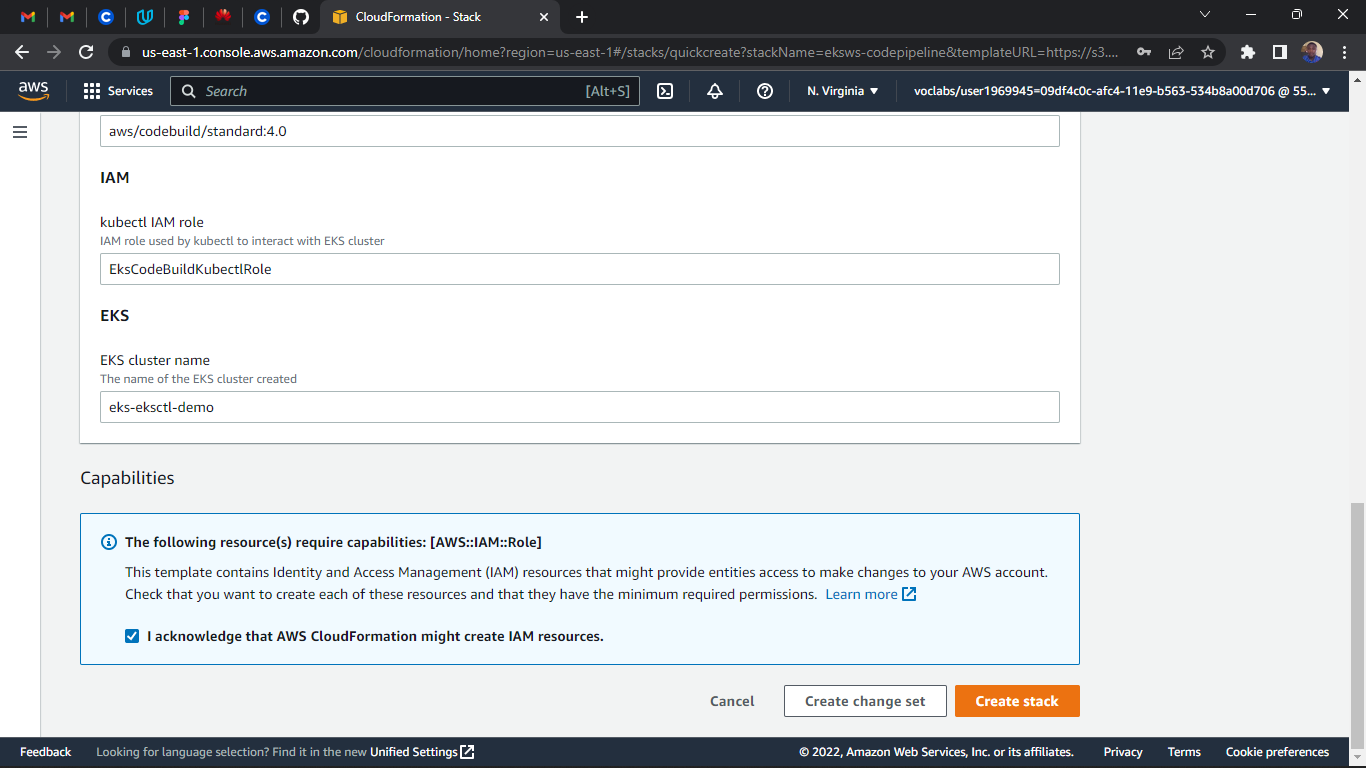 CloudFormation - Stack
us-east-1.console.aws.amazon.com/cloudformation/home?region=us-east-1#/stacks/quickcreate?stackName=eksws-codepipeline&templateURL=https://s3....
aws
Services
Search
[Alt+S]
N. Virginia
voclabs/user1969945=09df4c0c-afc4-11e9-b563-534b8a00d706 @ 55...
aws/codebuild/standard:4.0
IAM
kubectl IAM role
IAM role used by kubectl to interact with EKS cluster
EksCodeBuildKubectlRole
EKS
EKS cluster name
The name of the EKS cluster created
eks-eksctl-demo
Capabilities
The following resource(s) require capabilities: [AWS::IAM::Role]
This template contains Identity and Access Management (IAM) resources that might provide entities access to make changes to your AWS account.
Check that you want to create each of these resources and that they have the minimum required permissions. Learn more
I acknowledge that AWS CloudFormation might create IAM resources.
Cancel
Create change set
Create stack
Feedback
Looking for language selection? Find it in the new Unified Settings
© 2022, Amazon Web Services, Inc. or its affiliates.
Privacy
Terms
Cookie preferences